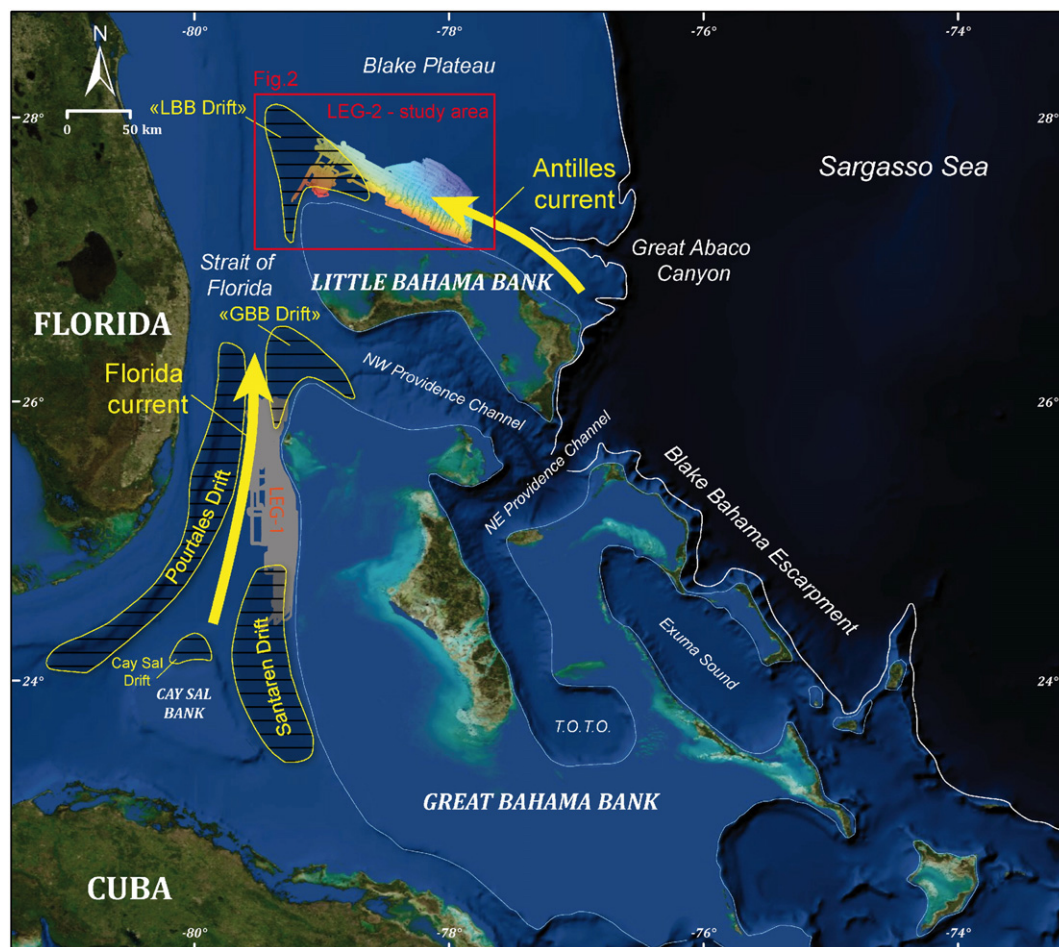 -80°
-78°
-76°
-74°
N
0
50 km
Blake Plateau
Fig.2
«LBB Drift»
LEG-2 - study area
28°
28°
Sargasso Sea
Antilles
current
Great Abaco
Canyon
Strait of
Florida
LITTLE BAHAMA BANK
«GBB Drift»
FLORIDA
Florida
current
NW Providence Channel
26°
26°
NE Providence Channel
Blake Bahama Escarpment
LEG-1
Pourtales Drift
Exuma Sound
Cay Sal
Drift
Santaren Drift
24°
24°
CAY SAL
BANK
T.O.T.O.
GREAT BAHAMA BANK
CUBA
-80°
-78°
-76°
-74°